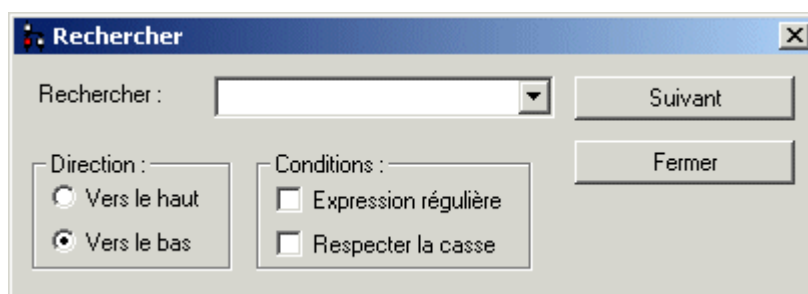 Rechercher
Rechercher :
Suivant
Fermer
Direction :
Vers le haut
Vers le bas
Conditions :
Expression régulière
Respecter la casse